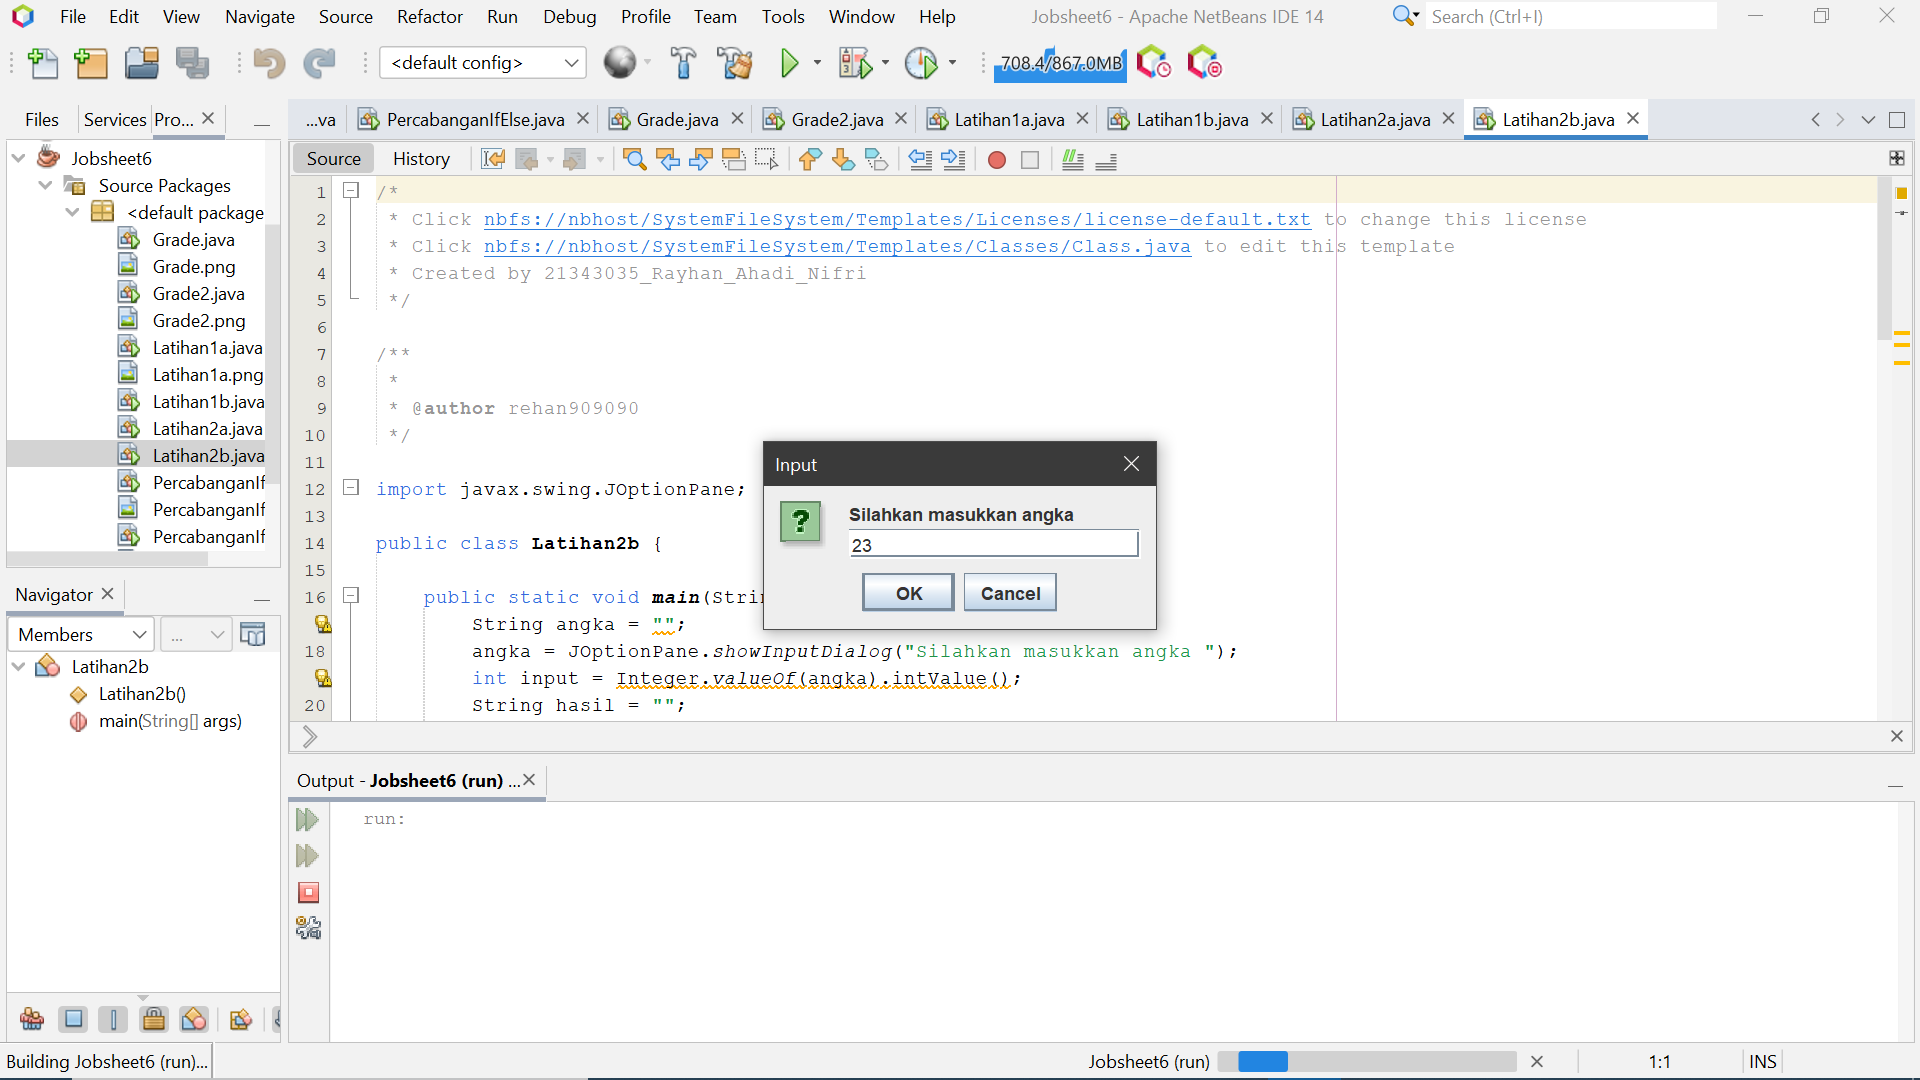 File Edit View Navigate Source Refactor Run Debug Profile Team Tools Window Help
Jobsheet6 - Apache NetBeans IDE 14
Search (Ctrl+I)
<default config>
708.4/867.0MB
Files Services Pro...
...va PercabanganIfElse.java Grade.java Grade2.java Latihan1a.java Latihan1b.java Latihan2a.java Latihan2b.java
Source History
Jobsheet6
Source Packages
<default package
Grade.java
Grade.png
Grade2.java
Grade2.png
Latihan1a.java
Latihan1a.png
Latihan1b.java
Latihan2a.java
Latihan2b.java
PercabanganIf
PercabanganIf
PercabanganIf
1 /*
2 * Click nbfs://nbhost/SystemFileSystem/Templates/Licenses/license-default.txt to change this license
3 * Click nbfs://nbhost/SystemFileSystem/Templates/Classes/Class.java to edit this template
4 * Created by 21343035_Rayhan_Ahadi_Nifri
5 */
6
7 /**
8 *
9 * @author rehan909090
10 */
11
12 import javax.swing.JOptionPane;
13
14 public class Latihan2b {
15
16 public static void main(Strin
String angka = "";
18 angka = JOptionPane.showInputDialog("Silahkan masukkan angka ");
int input = Integer.valueOf(angka).intValue();
20 String hasil = "";
Input
Silahkan masukkan angka
23
OK Cancel
Navigator
Members ...
Latihan2b
Latihan2b()
main(String[] args)
Output - Jobsheet6 (run) ...
run:
Building Jobsheet6 (run)...
Jobsheet6 (run)
1:1 INS